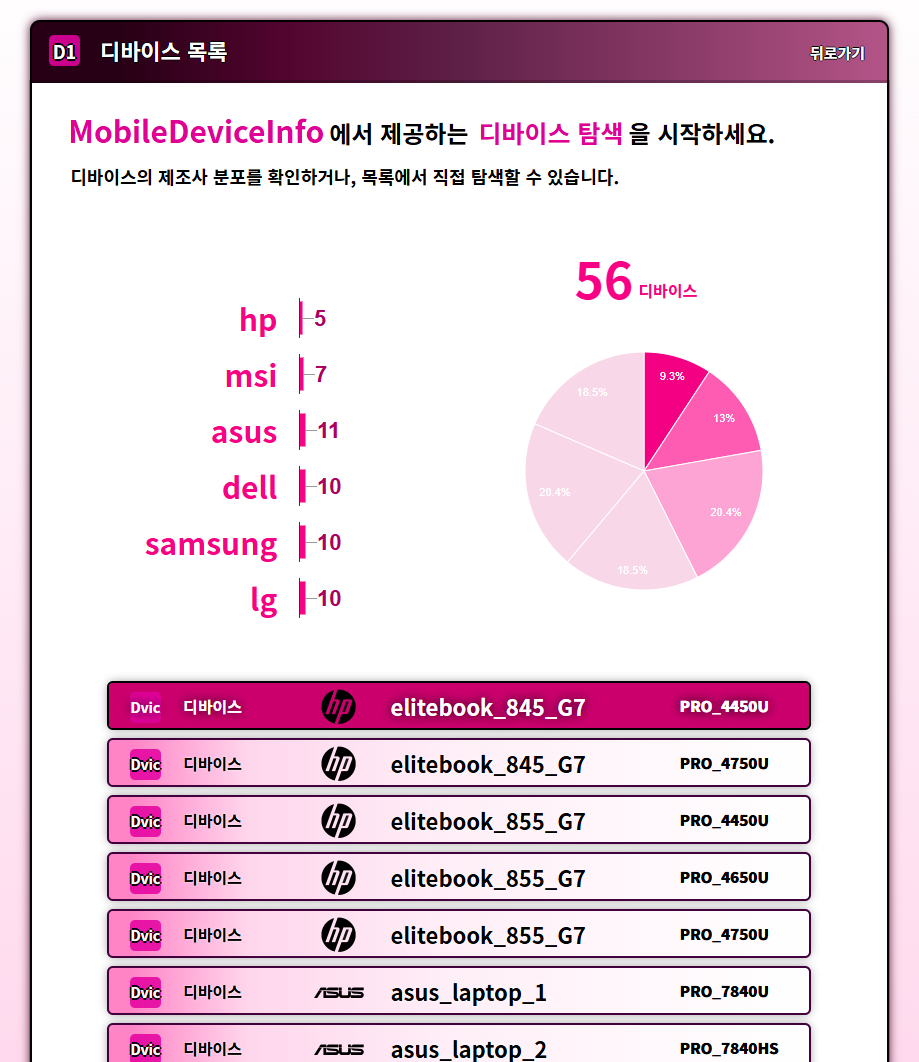 D1 디바이스 목록 뒤로가기
MobileDeviceInfo 에서 제공하는 디바이스 탐색 을 시작하세요.
디바이스의 제조사 분포를 확인하거나, 목록에서 직접 탐색할 수 있습니다.
56 디바이스
hp 5
msi 7
asus 11
dell 10
samsung 10
lg 10
9.3%
13%
20.4%
18.5%
20.4%
18.5%
Dvic 디바이스 hp elitebook_845_G7 PRO_4450U
Dvic 디바이스 hp elitebook_845_G7 PRO_4750U
Dvic 디바이스 hp elitebook_855_G7 PRO_4450U
Dvic 디바이스 hp elitebook_855_G7 PRO_4650U
Dvic 디바이스 hp elitebook_855_G7 PRO_4750U
Dvic 디바이스 ASUS asus_laptop_1 PRO_7840U
Dvic 디바이스 ASUS asus_laptop_2 PRO_7840HS